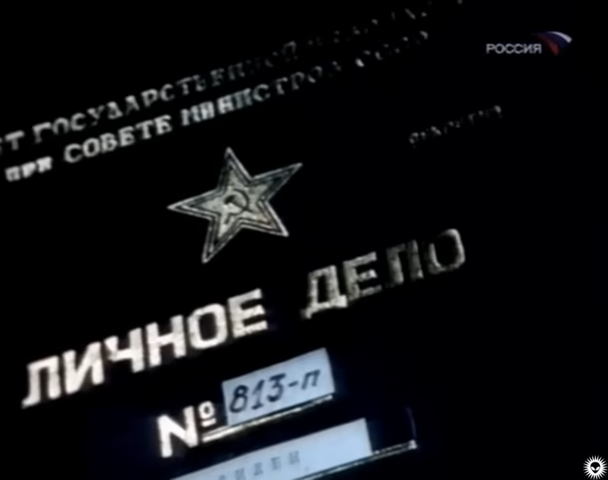 РОССИЯ
ГОСУДАРСТВЕННОЙ
при СОВЕТЕ МИНИСТРОВ СССР
ЛИЧНОЕ ДЕЛО
№ 813-п